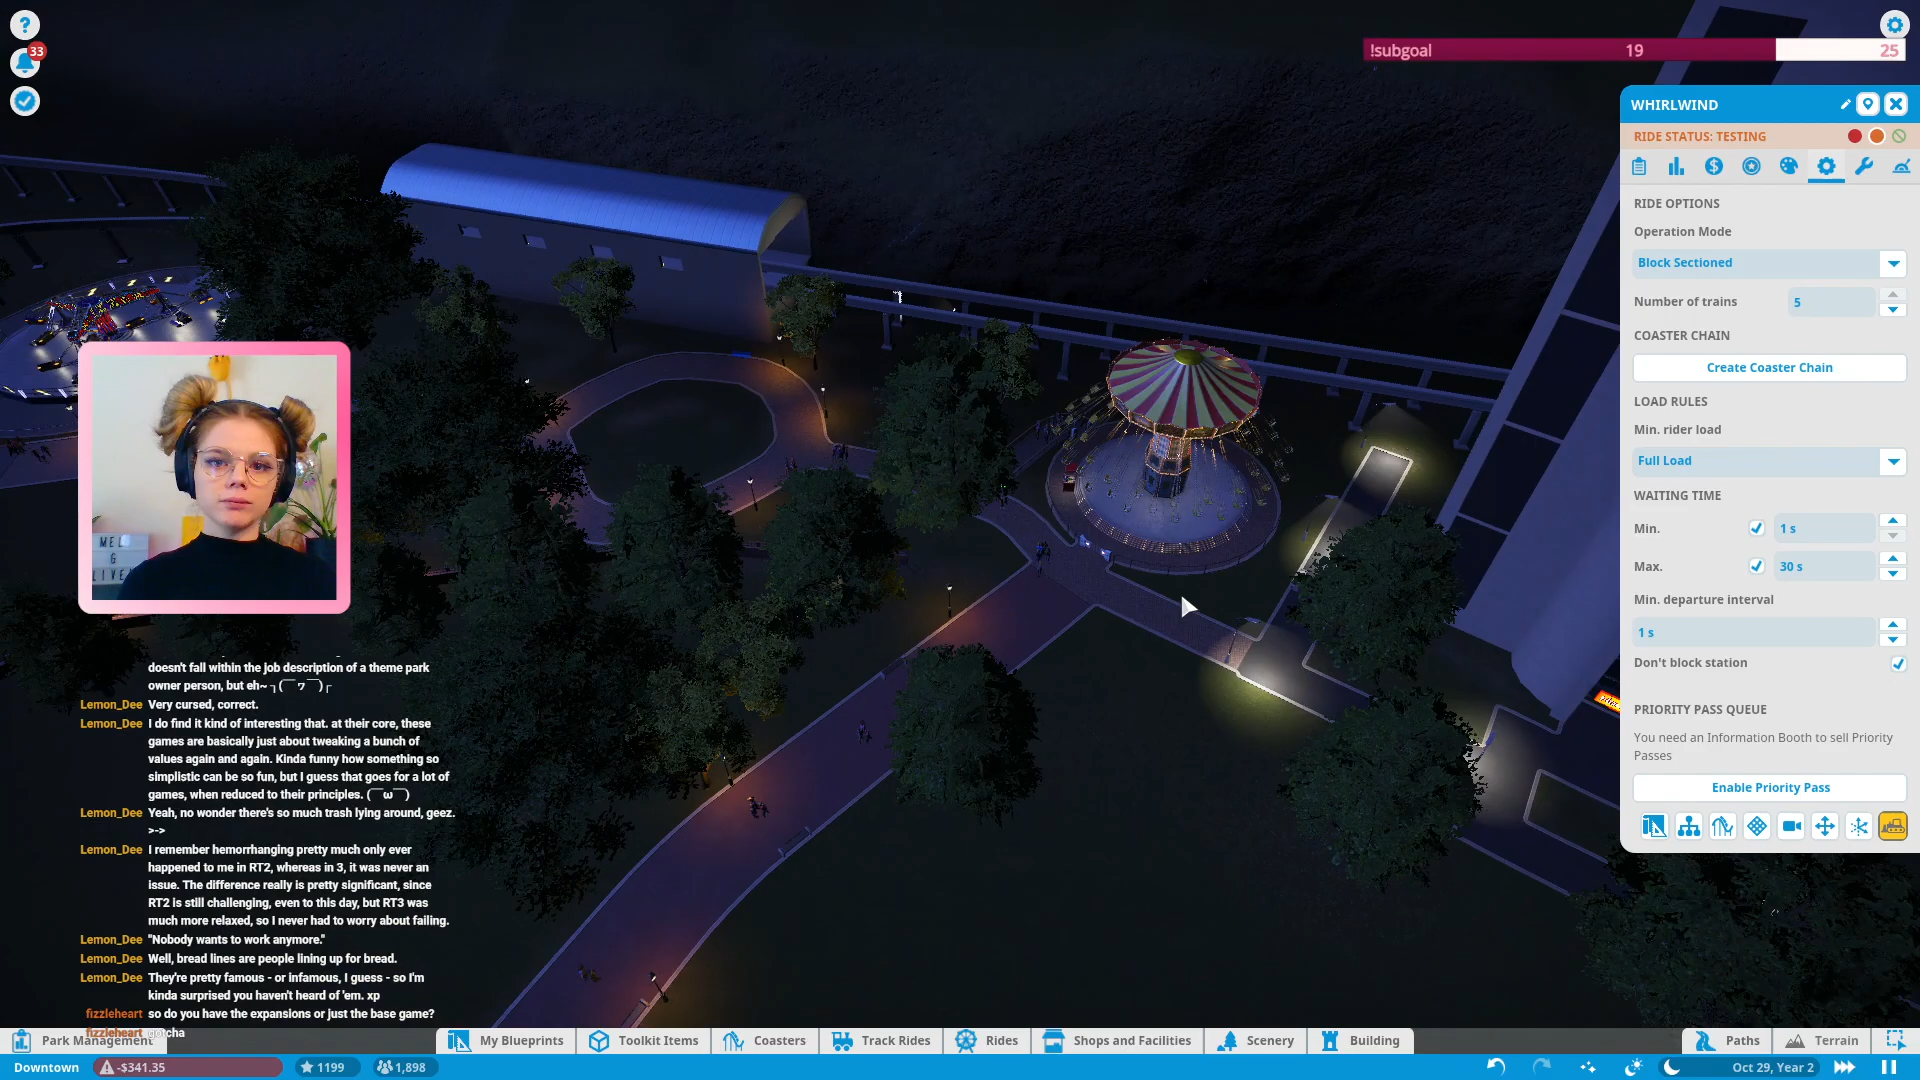 ?
33
!subgoal 19 25
WHIRLWIND
RIDE STATUS: TESTING
RIDE OPTIONS
Operation Mode
Block Sectioned
Number of trains 5
COASTER CHAIN
Create Coaster Chain
LOAD RULES
Min. rider load
Full Load
WAITING TIME
Min. 1 s
Max. 30 s
Min. departure interval
1 s
Don't block station
PRIORITY PASS QUEUE
You need an Information Booth to sell Priority
Passes
Enable Priority Pass
MEL
G
LIVE
doesn't fall within the job description of a theme park
owner person, but eh~ ┐(￣ヮ￣)┌
Lemon_Dee Very cursed, correct.
Lemon_Dee I do find it kind of interesting that. at their core, these
games are basically just about tweaking a bunch of
values again and again. Kinda funny how something so
simplistic can be so fun, but I guess that goes for a lot of
games, when reduced to their principles. (￣ω￣)
Lemon_Dee Yeah, no wonder there's so much trash lying around, geez.
>->
Lemon_Dee I remember hemorrhanging pretty much only ever
happened to me in RT2, whereas in 3, it was never an
issue. The difference really is pretty significant, since
RT2 is still challenging, even to this day, but RT3 was
much more relaxed, so I never had to worry about failing.
Lemon_Dee "Nobody wants to work anymore."
Lemon_Dee Well, bread lines are people lining up for bread.
Lemon_Dee They're pretty famous - or infamous, I guess - so I'm
kinda surprised you haven't heard of 'em. xp
fizzleheart so do you have the expansions or just the base game?
fizzleheart gotcha
Park Management My Blueprints Toolkit Items Coasters Track Rides Rides Shops and Facilities Scenery Building Paths Terrain
Downtown -$341.35 1199 1,898 Oct 29, Year 2